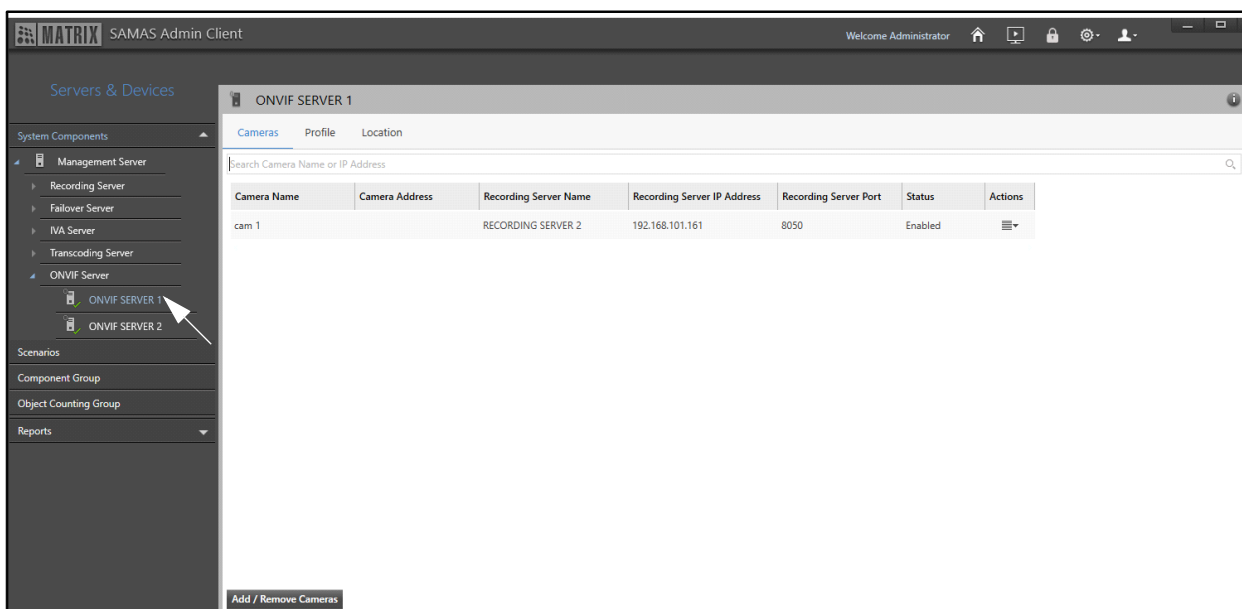 MATRIX SAMAS Admin Client Welcome Administrator
Servers & Devices
ONVIF SERVER 1
System Components
Cameras Profile Location
Management Server
Search Camera Name or IP Address
Recording Server
Camera Name Camera Address Recording Server Name Recording Server IP Address Recording Server Port Status Actions
Failover Server
cam 1 RECORDING SERVER 2 192.168.101.161 8050 Enabled
IVA Server
Transcoding Server
ONVIF Server
ONVIF SERVER 1
ONVIF SERVER 2
Scenarios
Component Group
Object Counting Group
Reports
Add / Remove Cameras